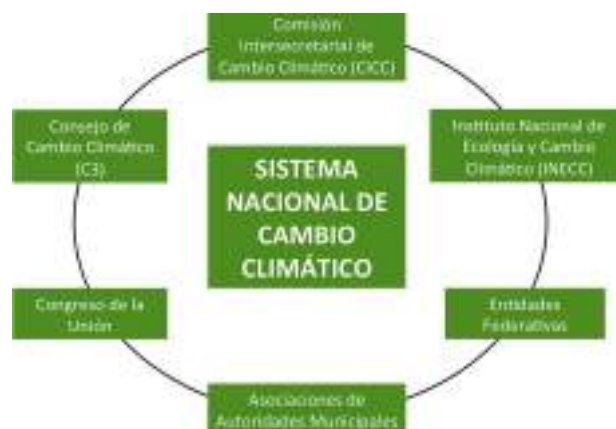 Comisión
Intersecretarial de
Cambio Climático (CICC)
Consejo de
Cambio Climático
(C3)
Instituto Nacional de
Ecología y Cambio
Climático (INECC)
SISTEMA
NACIONAL DE
CAMBIO
CLIMÁTICO
Congreso de la
Unión
Entidades
Federativos
Asociaciones de
Autoridades Municipales